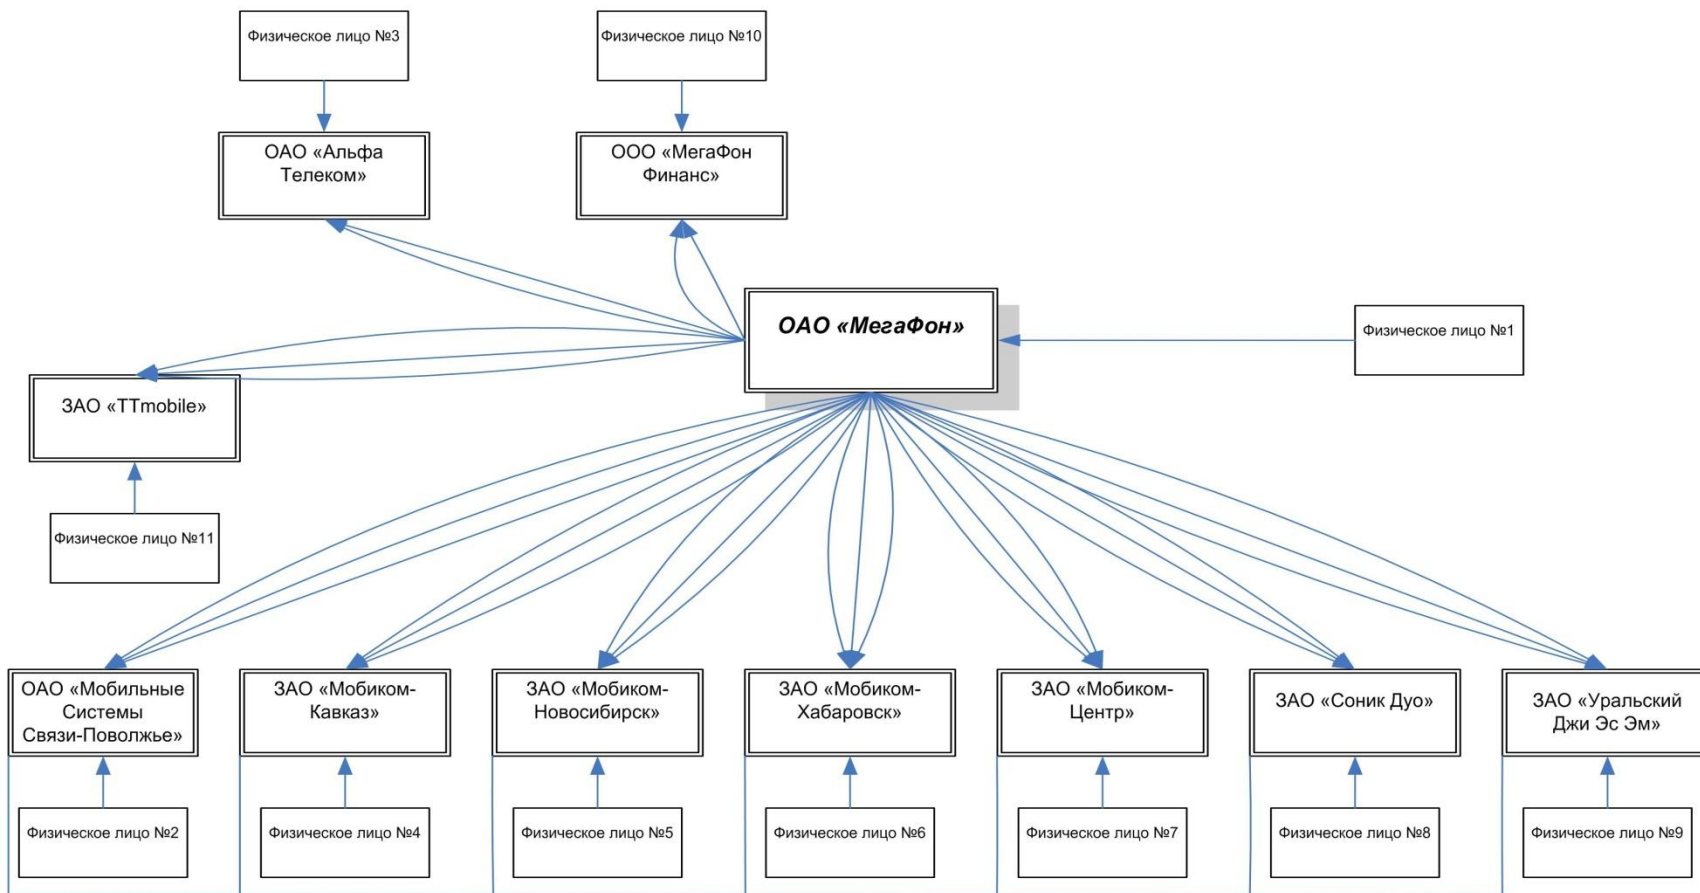 Физическое лицо №3
Физическое лицо №10
ОАО «Альфа
Телеком»
ООО «МегаФон
Финанс»
ОАО «МегаФон»
Физическое лицо №1
ЗАО «TTmobile»
Физическое лицо №11
ОАО «Мобильные
Системы
Связи-Поволжье»
ЗАО «Мобиком-
Кавказ»
ЗАО «Мобиком-
Новосибирск»
ЗАО «Мобиком-
Хабаровск»
ЗАО «Мобиком-
Центр»
ЗАО «Соник Дуо»
ЗАО «Уральский
Джи Эс Эм»
Физическое лицо №2
Физическое лицо №4
Физическое лицо №5
Физическое лицо №6
Физическое лицо №7
Физическое лицо №8
Физическое лицо №9